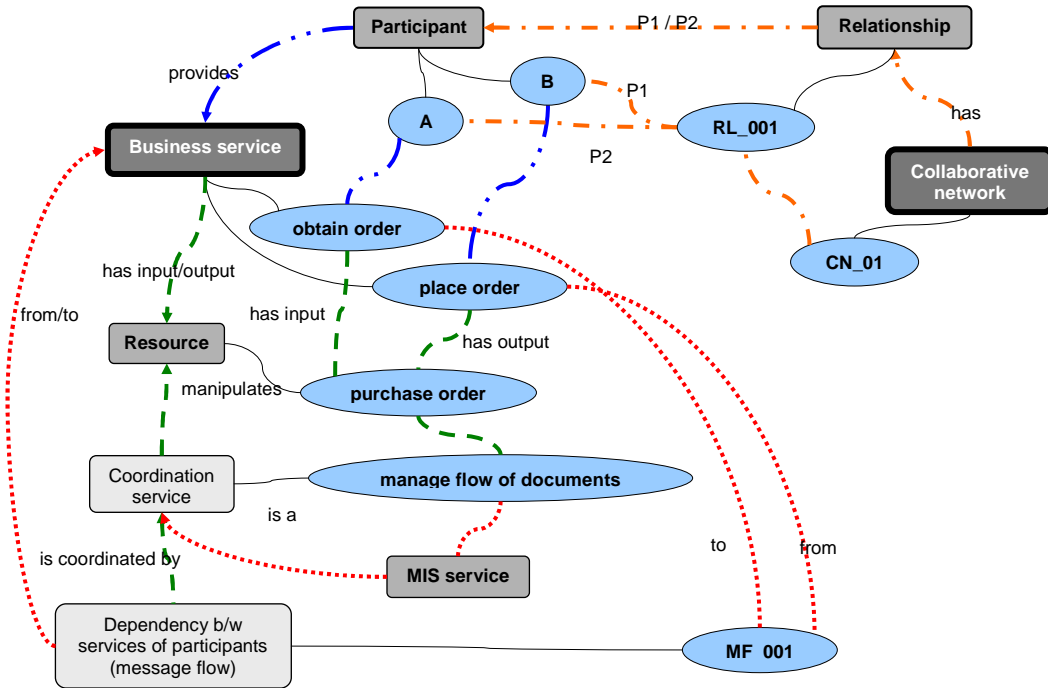 Participant
P1 / P2
Relationship
provides
B
P1
A
RL_001
has
Business service
P2
Collaborative
network
obtain order
has input/output
CN_01
place order
from/to
has input
Resource
has output
manipulates
purchase order
Coordination
service
manage flow of documents
is a
to
from
is coordinated by
MIS service
Dependency b/w
services of participants
(message flow)
MF_001